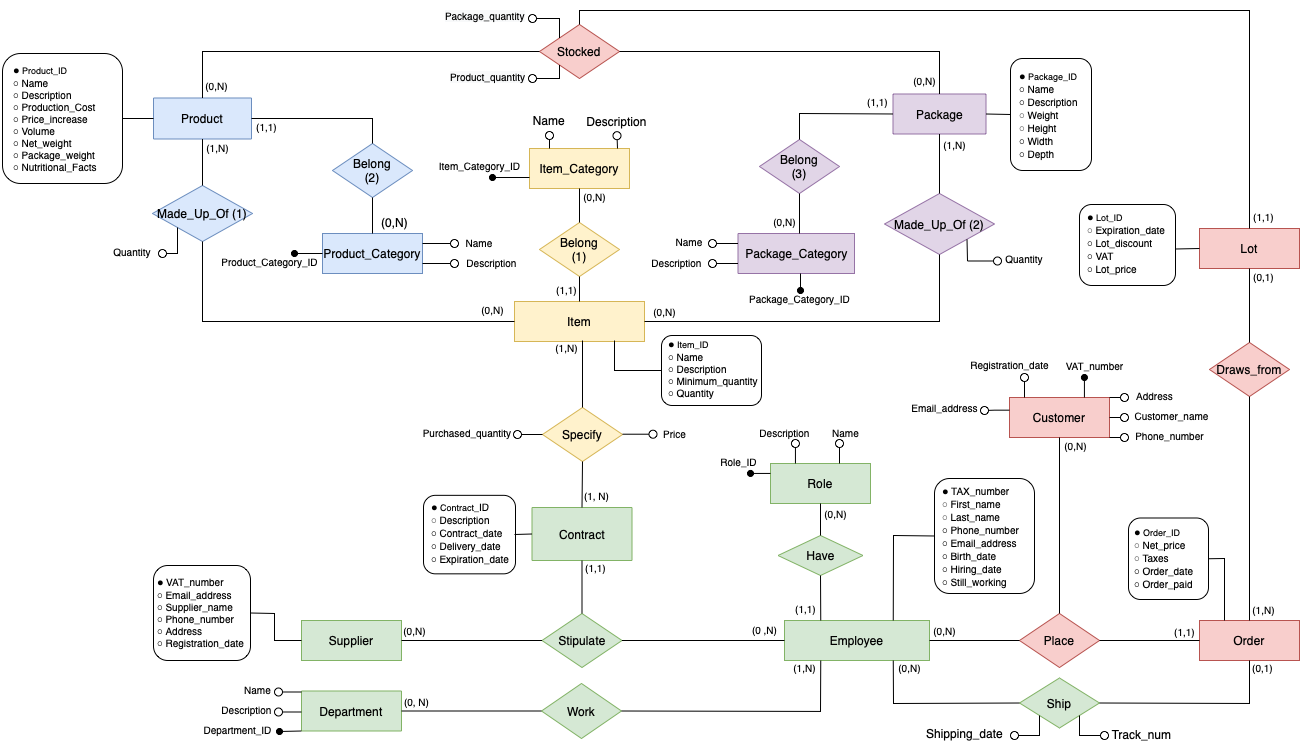 Package_quantity
Stocked
Product_quantity
(0,N)
(0,N)
● Product_ID
○ Name
○ Description
○ Production_Cost
○ Price_increase
○ Volume
○ Net_weight
○ Package_weight
○ Nutritional_Facts
Product
(1,1)
(1,N)
(1,1)
Package
(1,N)
● Package_ID
○ Name
○ Description
○ Weight
○ Height
○ Width
○ Depth
Name
Description
Item_Category_ID
Item_Category
(0,N)
Belong
(2)
Belong
(3)
Made_Up_Of (1)
Quantity
(0,N)
Product_Category_ID
Product_Category
Name
Description
Belong
(1)
(1,1)
(0,N)
Name
Description
Package_Category
Package_Category_ID
Made_Up_Of (2)
Quantity
● Lot_ID
○ Expiration_date
○ Lot_discount
○ VAT
○ Lot_price
(1,1)
Lot
(0,1)
(0,N)
Item
(0,N)
(1,N)
● Item_ID
○ Name
○ Description
○ Minimum_quantity
○ Quantity
Draws_from
Registration_date
VAT_number
Email_address
Customer
Address
Customer_name
Phone_number
(0,N)
Purchased_quantity
Specify
Price
Description
Name
Role_ID
Role
(0,N)
(1, N)
● Contract_ID
○ Description
○ Contract_date
○ Delivery_date
○ Expiration_date
Contract
(1,1)
Have
(1,1)
● TAX_number
○ First_name
○ Last_name
○ Phone_number
○ Email_address
○ Birth_date
○ Hiring_date
○ Still_working
● Order_ID
○ Net_price
○ Taxes
○ Order_date
○ Order_paid
● VAT_number
○ Email_address
○ Supplier_name
○ Phone_number
○ Address
○ Registration_date
Supplier
(0,N)
Stipulate
(0 ,N)
Employee
(0,N)
Place
(1,1)
(1,N)
Order
(1,N)
(0,N)
(0,1)
Name
Description
Department_ID
Department
(0, N)
Work
Ship
Shipping_date
Track_num